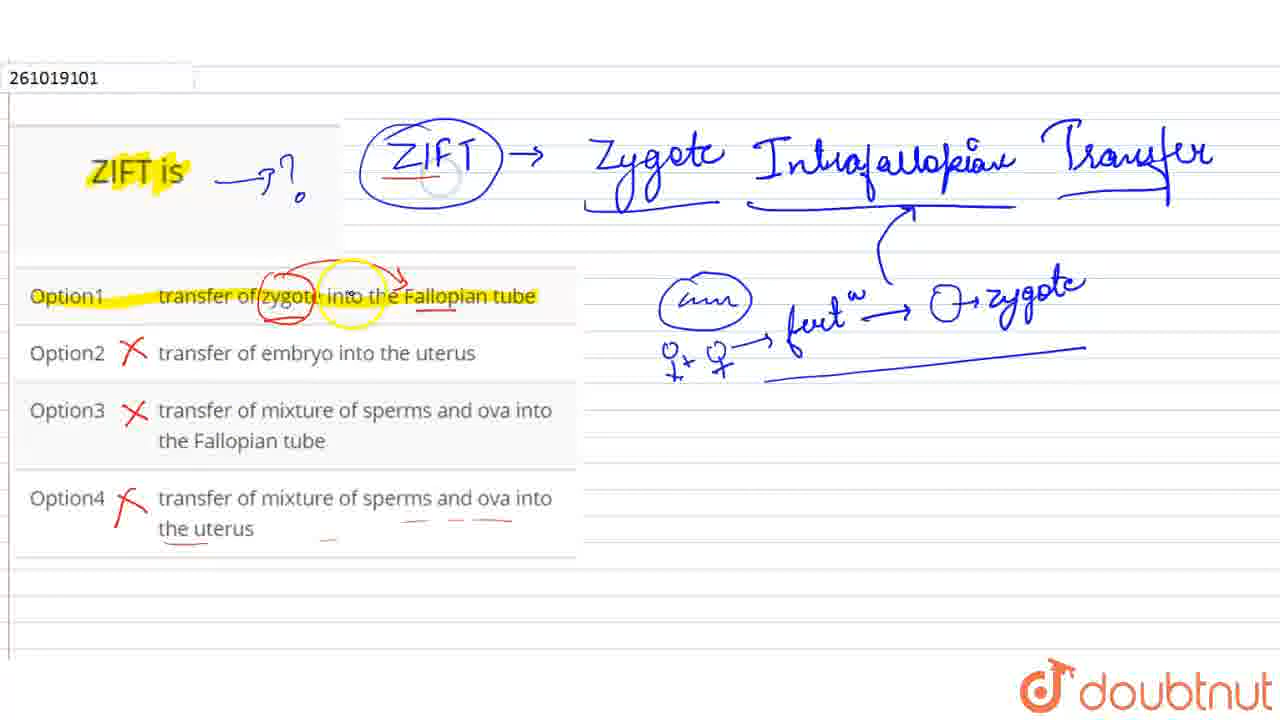 261019101
ZIFT is → ?
ZIFT → Zygote Intrafallopian Transfer
Option1 transfer of zygote into the Fallopian tube
Option2 transfer of embryo into the uterus
Option3 transfer of mixture of sperms and ova into
the Fallopian tube
Option4 transfer of mixture of sperms and ova into
the uterus
♀ + ♀ → fertn → → zygote
doubtnut